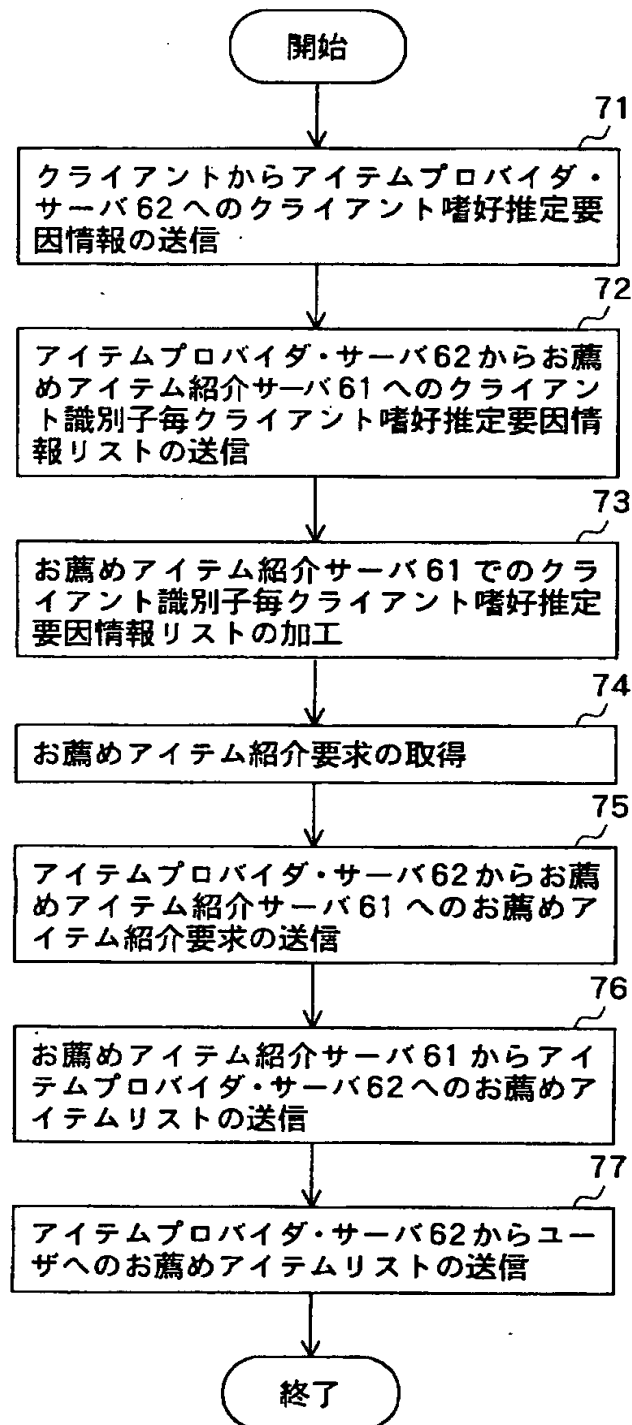 開始
71
クライアントからアイテムプロバイダ・
サーバ62へのクライアント嗜好推定要
因情報の送信
72
アイテムプロバイダ・サーバ62からお薦
めアイテム紹介サーバ61へのクライアン
ト識別子毎クライアント嗜好推定要因情
報リストの送信
73
お薦めアイテム紹介サーバ61でのクラ
イアント識別子毎クライアント嗜好推定
要因情報リストの加工
74
お薦めアイテム紹介要求の取得
75
アイテムプロバイダ・サーバ62からお薦
めアイテム紹介サーバ61へのお薦めア
イテム紹介要求の送信
76
お薦めアイテム紹介サーバ61からアイ
テムプロバイダ・サーバ62へのお薦めア
イテムリストの送信
77
アイテムプロバイダ・サーバ62からユー
ザへのお薦めアイテムリストの送信
終了